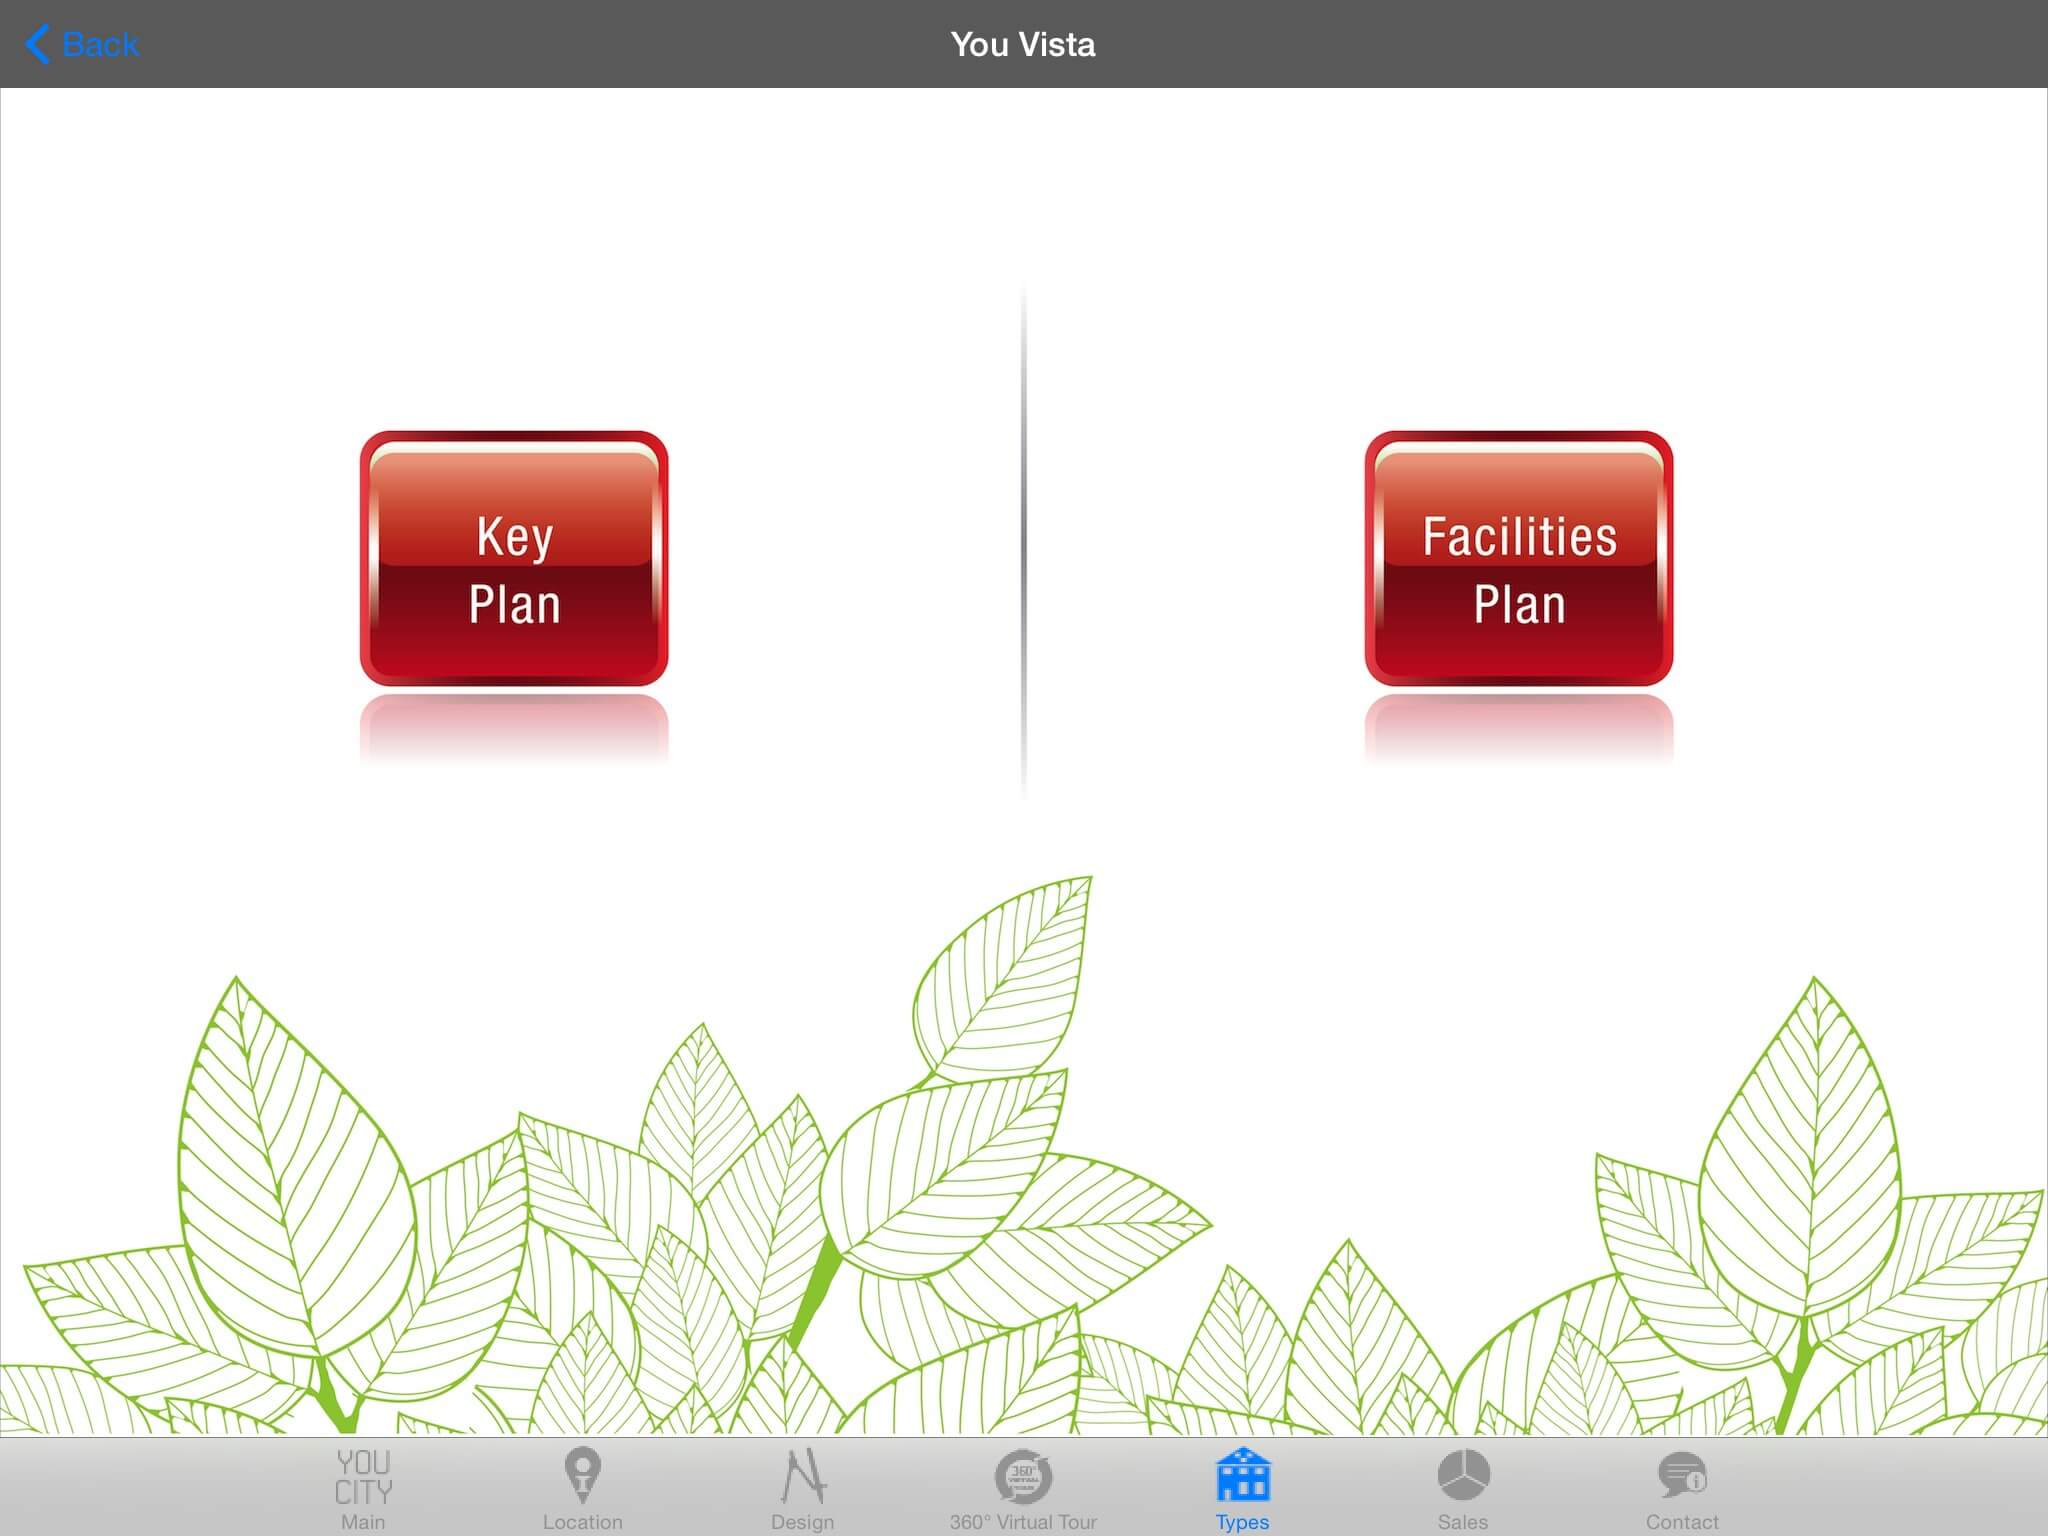 Back
You Vista
Key
Plan
Facilities
Plan
YOU
CITY
Main
Location
Design
360°
360° Virtual Tour
Types
Sales
i
Contact